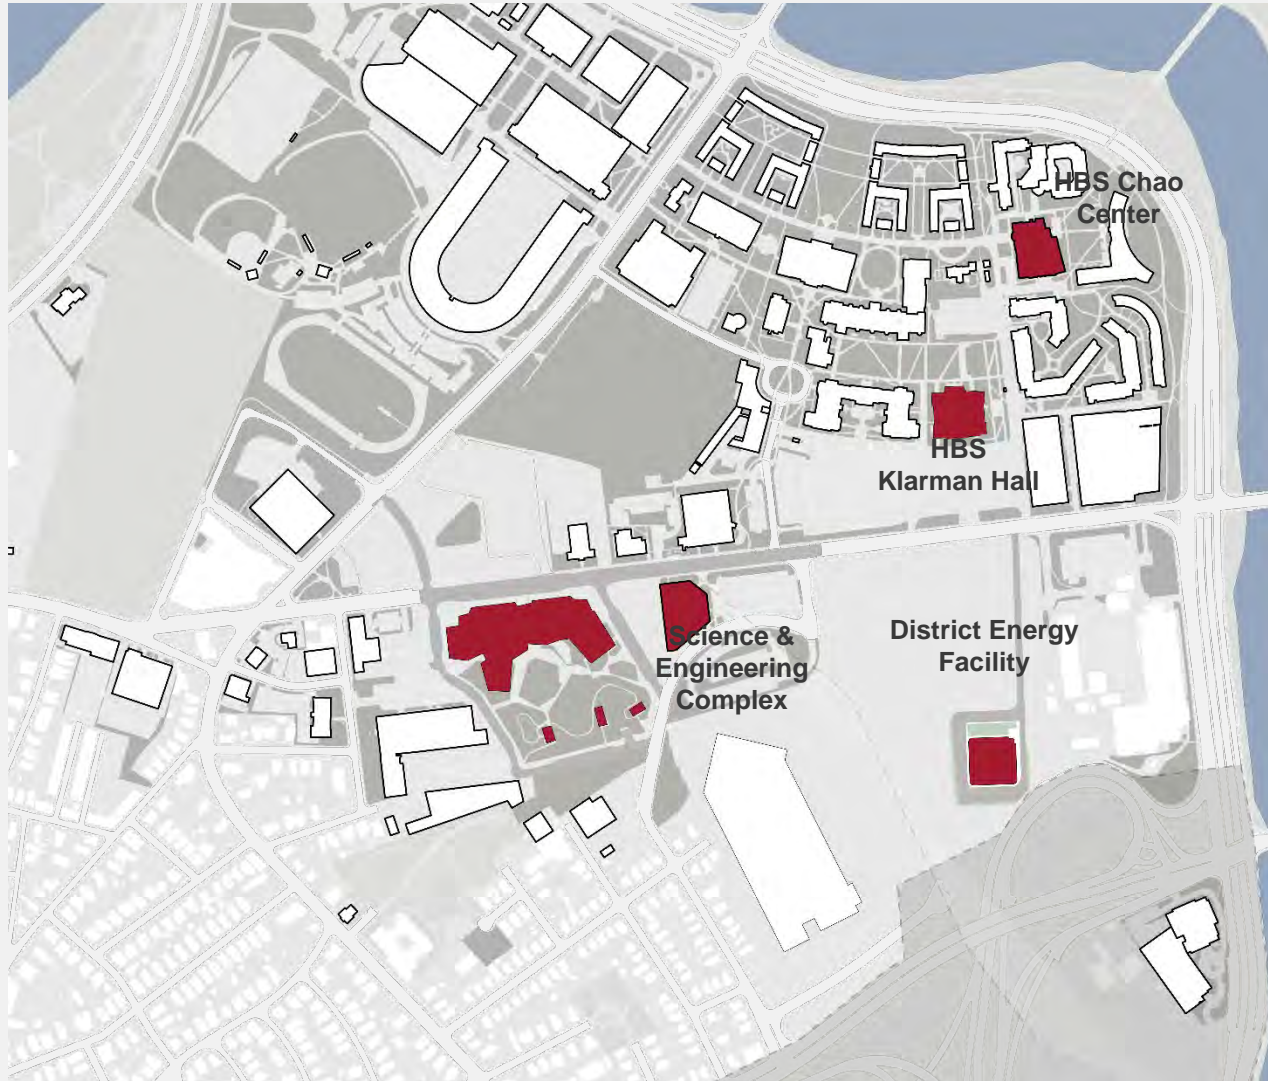 HBS Chao
Center
HBS
Klarman Hall
Science &
Engineering
Complex
District Energy
Facility